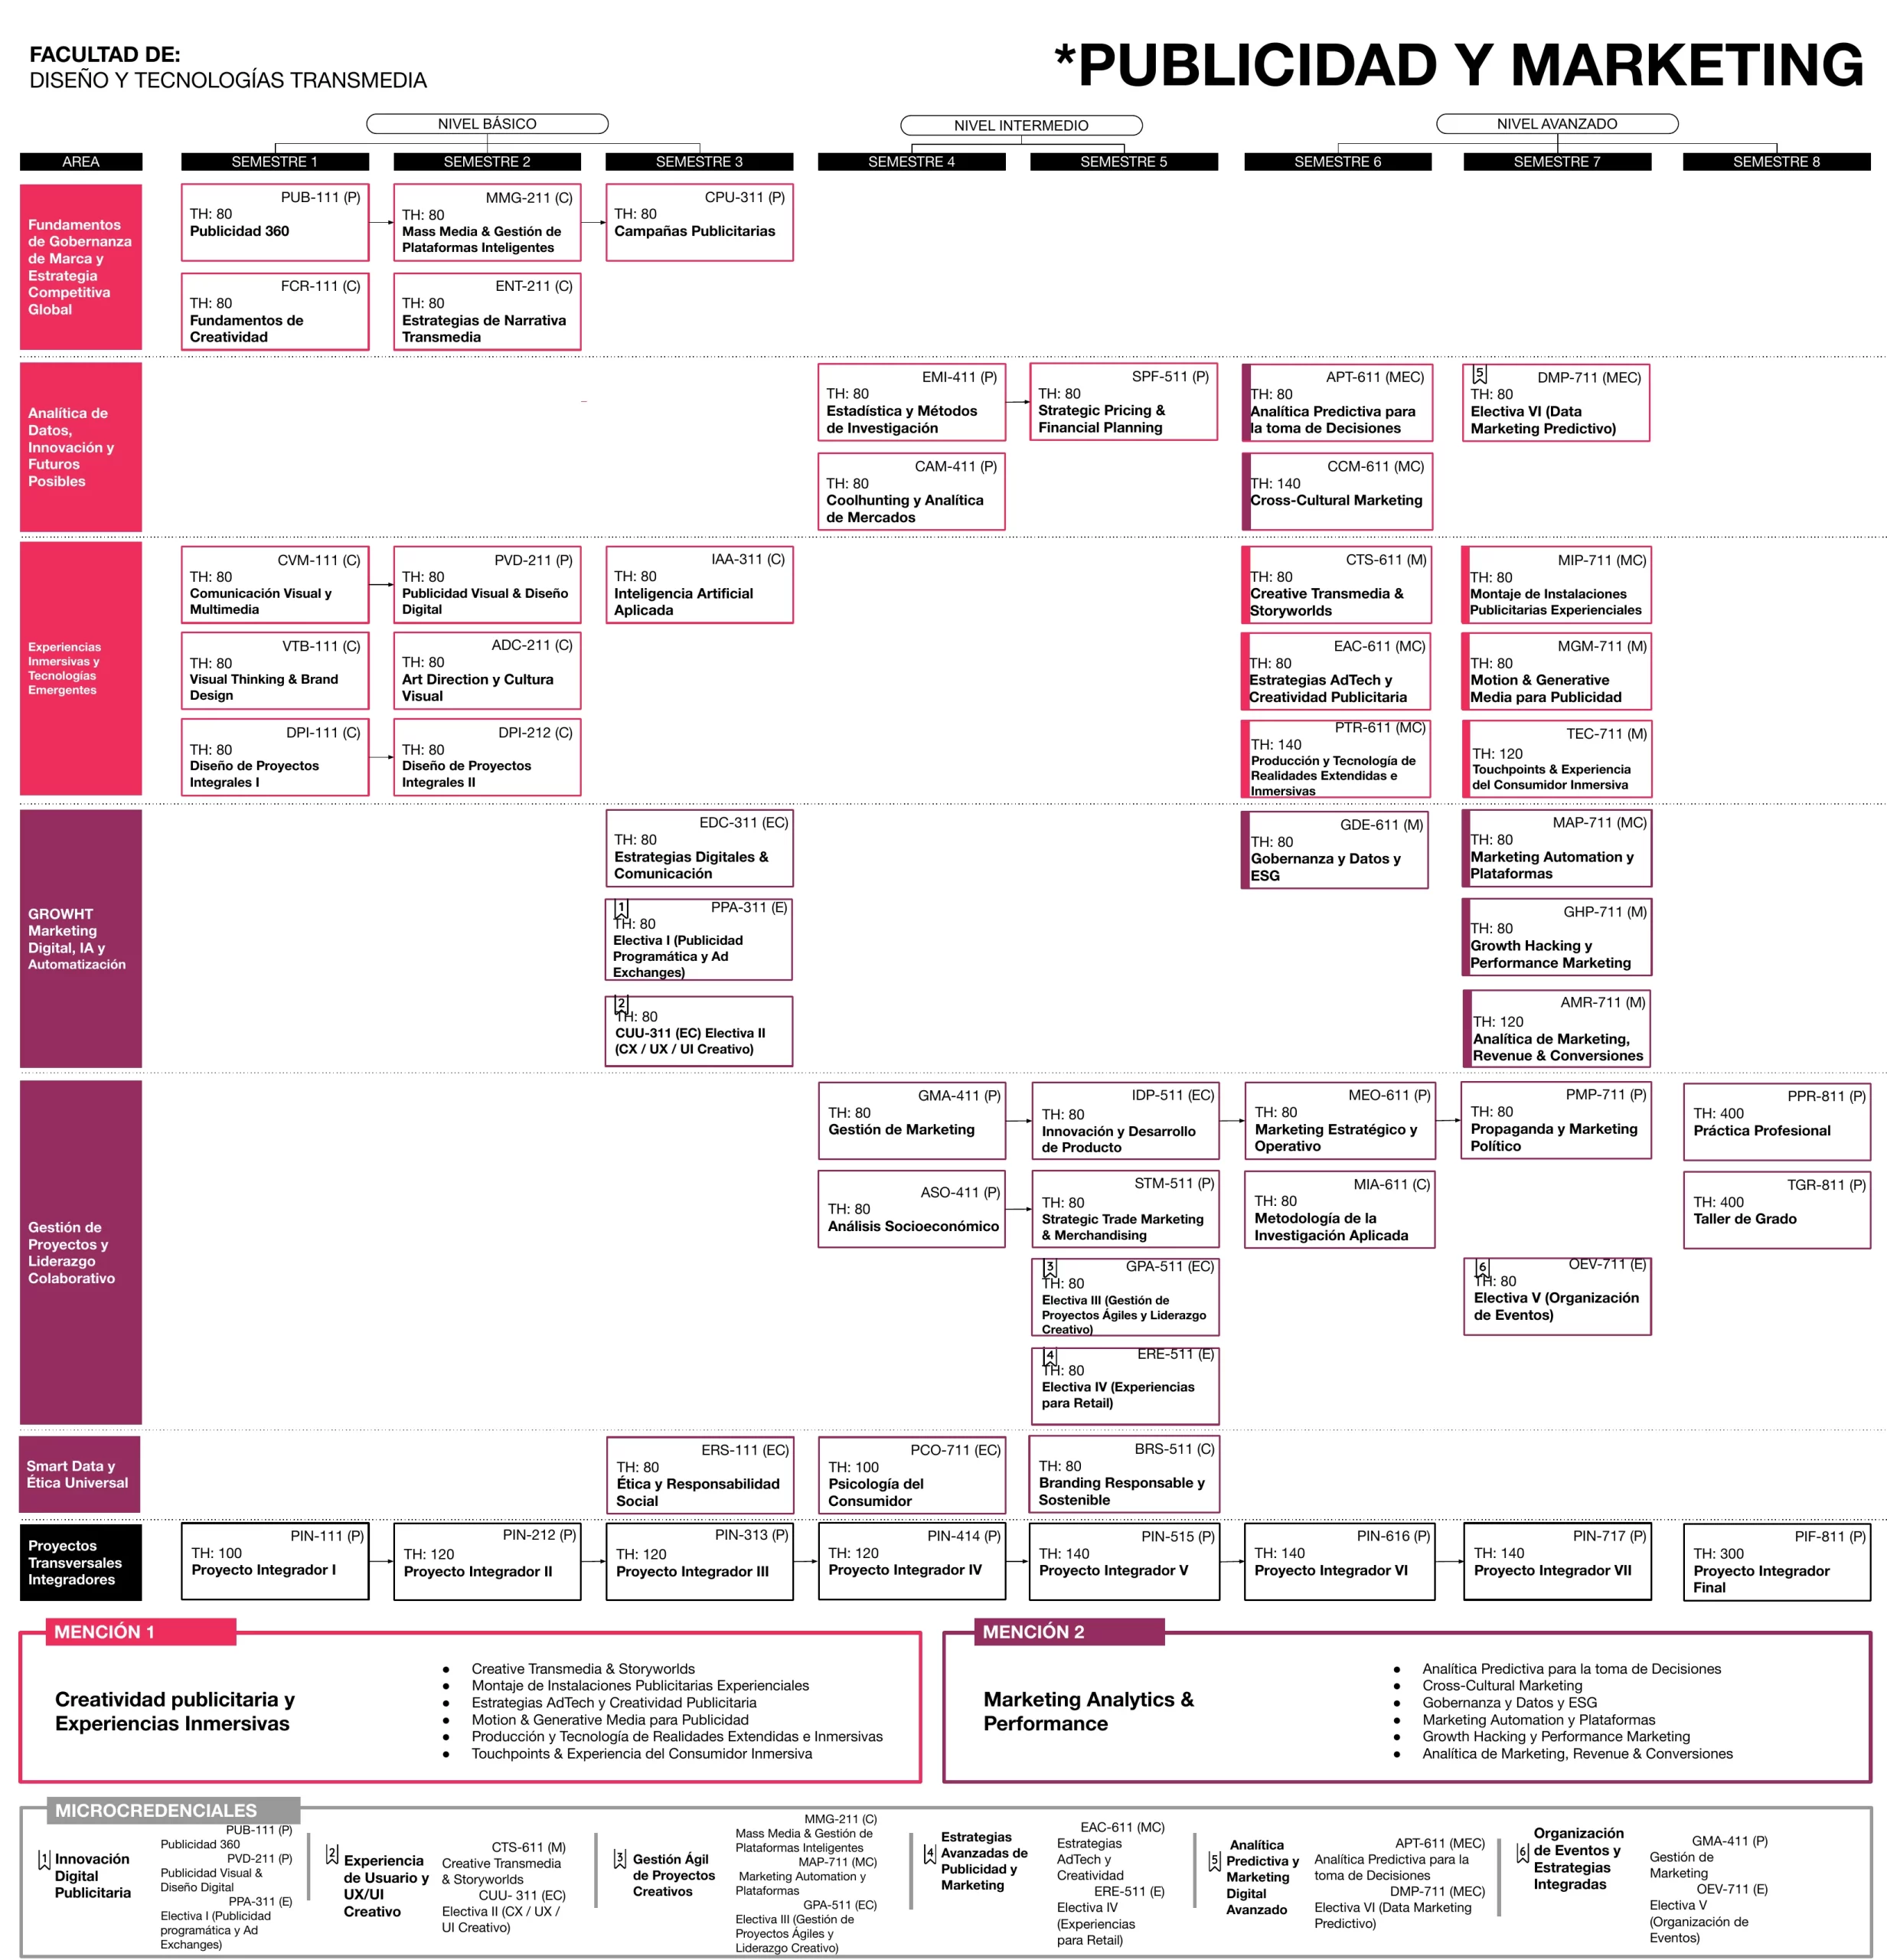 FACULTAD DE:
DISEÑO Y TECNOLOGÍAS TRANSMEDIA
*PUBLICIDAD Y MARKETING
NIVEL BÁSICO
NIVEL INTERMEDIO
NIVEL AVANZADO
AREA
SEMESTRE 1
SEMESTRE 2
SEMESTRE 3
SEMESTRE 4
SEMESTRE 5
SEMESTRE 6
SEMESTRE 7
SEMESTRE 8
Fundamentos
de Gobernanza
de Marca y
Estrategia
Competitiva
Global
PUB-111 (P)
TH: 80
Publicidad 360
MMG-211 (C)
TH: 80
Mass Media & Gestión de
Plataformas Inteligentes
CPU-311 (P)
TH: 80
Campañas Publicitarias
FCR-111 (C)
TH: 80
Fundamentos de
Creatividad
ENT-211 (C)
TH: 80
Estrategias de Narrativa
Transmedia
Analítica de
Datos,
Innovación y
Futuros
Posibles
EMI-411 (P)
TH: 80
Estadística y Métodos
de Investigación
SPF-511 (P)
TH: 80
Strategic Pricing &
Financial Planning
APT-611 (MEC)
TH: 80
Analítica Predictiva para
la toma de Decisiones
5
DMP-711 (MEC)
TH: 80
Electiva VI (Data
Marketing Predictivo)
CAM-411 (P)
TH: 80
Coolhunting y Analítica
de Mercados
CCM-611 (MC)
TH: 140
Cross-Cultural Marketing
Experiencias
Inmersivas y
Tecnologías
Emergentes
CVM-111 (C)
TH: 80
Comunicación Visual y
Multimedia
PVD-211 (P)
TH: 80
Publicidad Visual & Diseño
Digital
IAA-311 (C)
TH: 80
Inteligencia Artificial
Aplicada
CTS-611 (M)
TH: 80
Creative Transmedia &
Storyworlds
MIP-711 (MC)
TH: 80
Montaje de Instalaciones
Publicitarias Experienciales
VTB-111 (C)
TH: 80
Visual Thinking & Brand
Design
ADC-211 (C)
TH: 80
Art Direction y Cultura
Visual
EAC-611 (MC)
TH: 80
Estrategias AdTech y
Creatividad Publicitaria
MGM-711 (M)
TH: 80
Motion & Generative
Media para Publicidad
DPI-111 (C)
TH: 80
Diseño de Proyectos
Integrales I
DPI-212 (C)
TH: 80
Diseño de Proyectos
Integrales II
PTR-611 (MC)
TH: 140
Producción y Tecnología de
Realidades Extendidas e
Inmersivas
TEC-711 (M)
TH: 120
Touchpoints & Experiencia
del Consumidor Inmersiva
GROWHT
Marketing
Digital, IA y
Automatización
EDC-311 (EC)
TH: 80
Estrategias Digitales &
Comunicación
GDE-611 (M)
TH: 80
Gobernanza y Datos y
ESG
MAP-711 (MC)
TH: 80
Marketing Automation y
Plataformas
1
PPA-311 (E)
TH: 80
Electiva I (Publicidad
Programática y Ad
Exchanges)
GHP-711 (M)
TH: 80
Growth Hacking y
Performance Marketing
2
TH: 80
CUU-311 (EC) Electiva II
(CX / UX / UI Creativo)
AMR-711 (M)
TH: 120
Analítica de Marketing,
Revenue & Conversiones
Gestión de
Proyectos y
Liderazgo
Colaborativo
GMA-411 (P)
TH: 80
Gestión de Marketing
IDP-511 (EC)
TH: 80
Innovación y Desarrollo
de Producto
MEO-611 (P)
TH: 80
Marketing Estratégico y
Operativo
PMP-711 (P)
TH: 80
Propaganda y Marketing
Político
PPR-811 (P)
TH: 400
Práctica Profesional
ASO-411 (P)
TH: 80
Análisis Socioeconómico
STM-511 (P)
TH: 80
Strategic Trade Marketing
& Merchandising
MIA-611 (C)
TH: 80
Metodología de la
Investigación Aplicada
TGR-811 (P)
TH: 400
Taller de Grado
3
GPA-511 (EC)
TH: 80
Electiva III (Gestión de
Proyectos Ágiles y Liderazgo
Creativo)
6
OEV-711 (E)
TH: 80
Electiva V (Organización
de Eventos)
4
ERE-511 (E)
TH: 80
Electiva IV (Experiencias
para Retail)
Smart Data y
Ética Universal
ERS-111 (EC)
TH: 80
Ética y Responsabilidad
Social
PCO-711 (EC)
TH: 100
Psicología del
Consumidor
BRS-511 (C)
TH: 80
Branding Responsable y
Sostenible
Proyectos
Transversales
Integradores
PIN-111 (P)
TH: 100
Proyecto Integrador I
PIN-212 (P)
TH: 120
Proyecto Integrador II
PIN-313 (P)
TH: 120
Proyecto Integrador III
PIN-414 (P)
TH: 120
Proyecto Integrador IV
PIN-515 (P)
TH: 140
Proyecto Integrador V
PIN-616 (P)
TH: 140
Proyecto Integrador VI
PIN-717 (P)
TH: 140
Proyecto Integrador VII
PIF-811 (P)
TH: 300
Proyecto Integrador
Final
MENCIÓN 1
Creatividad publicitaria y
Experiencias Inmersivas
● Creative Transmedia & Storyworlds
● Montaje de Instalaciones Publicitarias Experienciales
● Estrategias AdTech y Creatividad Publicitaria
● Motion & Generative Media para Publicidad
● Producción y Tecnología de Realidades Extendidas e Inmersivas
● Touchpoints & Experiencia del Consumidor Inmersiva
MENCIÓN 2
Marketing Analytics &
Performance
● Analítica Predictiva para la toma de Decisiones
● Cross-Cultural Marketing
● Gobernanza y Datos y ESG
● Marketing Automation y Plataformas
● Growth Hacking y Performance Marketing
● Analítica de Marketing, Revenue & Conversiones
MICROCREDENCIALES
1
Innovación
Digital
Publicitaria
PUB-111 (P)
Publicidad 360
PVD-211 (P)
Publicidad Visual &
Diseño Digital
PPA-311 (E)
Electiva I (Publicidad
programática y Ad
Exchanges)
2
Experiencia
de Usuario y
UX/UI
Creativo
CTS-611 (M)
Creative Transmedia
& Storyworlds
CUU- 311 (EC)
Electiva II (CX / UX /
UI Creativo)
3
Gestión Ágil
de Proyectos
Creativos
MMG-211 (C)
Mass Media & Gestión de
Plataformas Inteligentes
MAP-711 (MC)
Marketing Automation y
Plataformas
GPA-511 (EC)
Electiva III (Gestión de
Proyectos Ágiles y
Liderazgo Creativo)
4
Estrategias
Avanzadas de
Publicidad y
Marketing
EAC-611 (MC)
Estrategias
AdTech y
Creatividad
ERE-511 (E)
Electiva IV
(Experiencias
para Retail)
5
Analítica
Predictiva y
Marketing
Digital
Avanzado
APT-611 (MEC)
Analítica Predictiva para la
toma de Decisiones
DMP-711 (MEC)
Electiva VI (Data Marketing
Predictivo)
6
Organización
de Eventos y
Estrategias
Integradas
GMA-411 (P)
Gestión de
Marketing
OEV-711 (E)
Electiva V
(Organización de
Eventos)